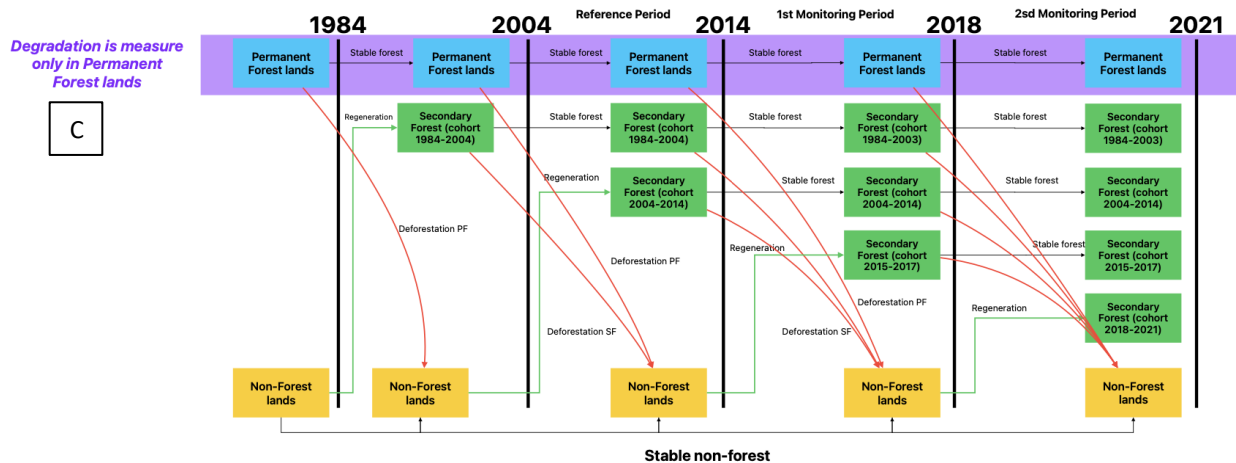 Reference Period
1st Monitoring Period
2sd Monitoring Period
1984
2004
2014
2018
2021
Degradation is measure
only in Permanent
Forest lands
C
Permanent
Forest lands
Stable forest
Permanent
Forest lands
Stable forest
Permanent
Forest lands
Stable forest
Permanent
Forest lands
Stable forest
Permanent
Forest lands
Regeneration
Secondary
Forest (cohort
1984-2004)
Stable forest
Secondary
Forest (cohort
1984-2004)
Stable forest
Secondary
Forest (cohort
1984-2003)
Stable forest
Secondary
Forest (cohort
1984-2003)
Regeneration
Secondary
Forest (cohort
2004-2014)
Stable forest
Secondary
Forest (cohort
2004-2014)
Stable forest
Secondary
Forest (cohort
2004-2014)
Deforestation PF
Deforestation PF
Regeneration
Secondary
Forest (cohort
2015-2017)
Stable forest
Secondary
Forest (cohort
2015-2017)
Deforestation SF
Deforestation PF
Deforestation SF
Regeneration
Secondary
Forest (cohort
2018-2021)
Non-Forest
lands
Non-Forest
lands
Non-Forest
lands
Non-Forest
lands
Non-Forest
lands
Stable non-forest